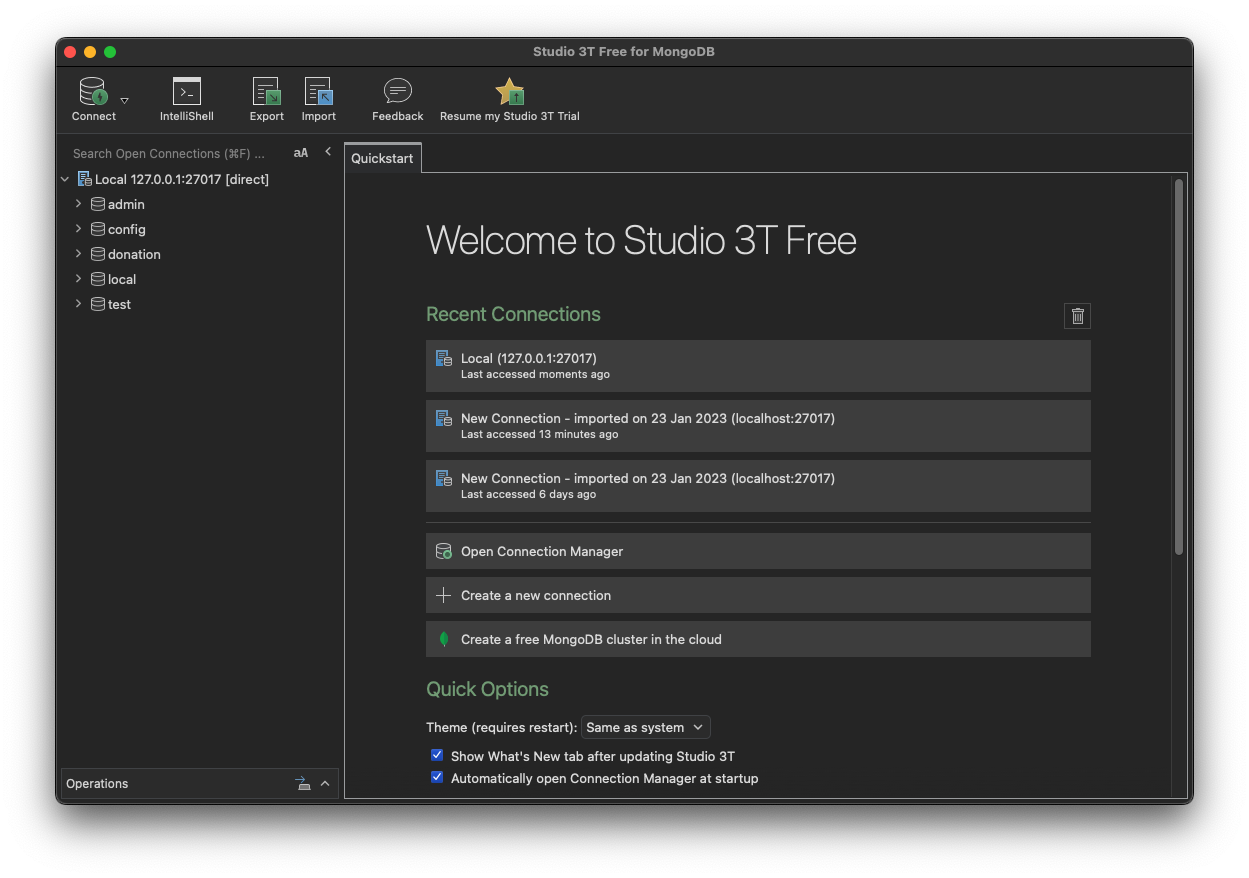 Studio 3T Free for MongoDB
Connect
IntelliShell
Export
Import
Feedback
Resume my Studio 3T Trial
Search Open Connections (⌘F) ...
aA
Quickstart
Local 127.0.0.1:27017 [direct]
admin
config
donation
local
test
Welcome to Studio 3T Free
Recent Connections
Local (127.0.0.1:27017)
Last accessed moments ago
New Connection - imported on 23 Jan 2023 (localhost:27017)
Last accessed 13 minutes ago
New Connection - imported on 23 Jan 2023 (localhost:27017)
Last accessed 6 days ago
Open Connection Manager
Create a new connection
Create a free MongoDB cluster in the cloud
Quick Options
Theme (requires restart): Same as system
Show What's New tab after updating Studio 3T
Automatically open Connection Manager at startup
Operations